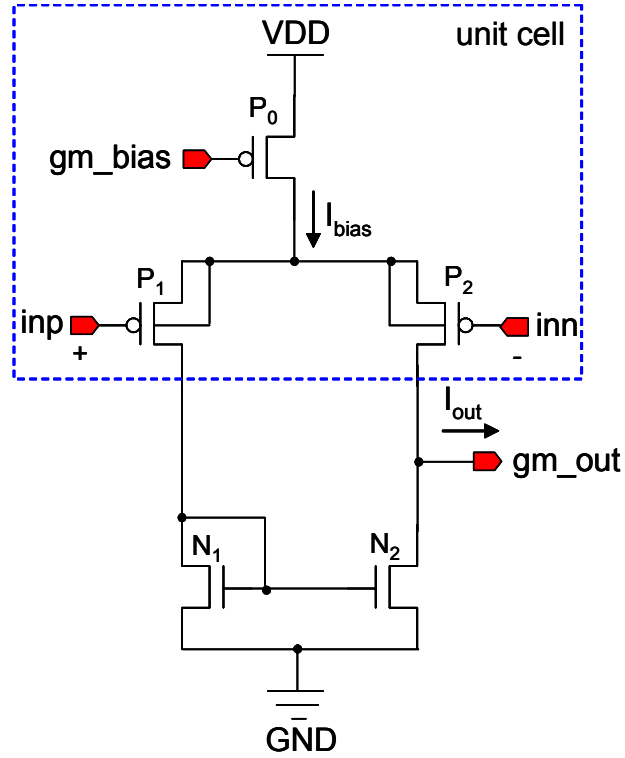 VDD
unit cell
P0
gm_bias
Ibias
P1
P2
inp
inn
+
-
Iout
gm_out
N1
N2
GND